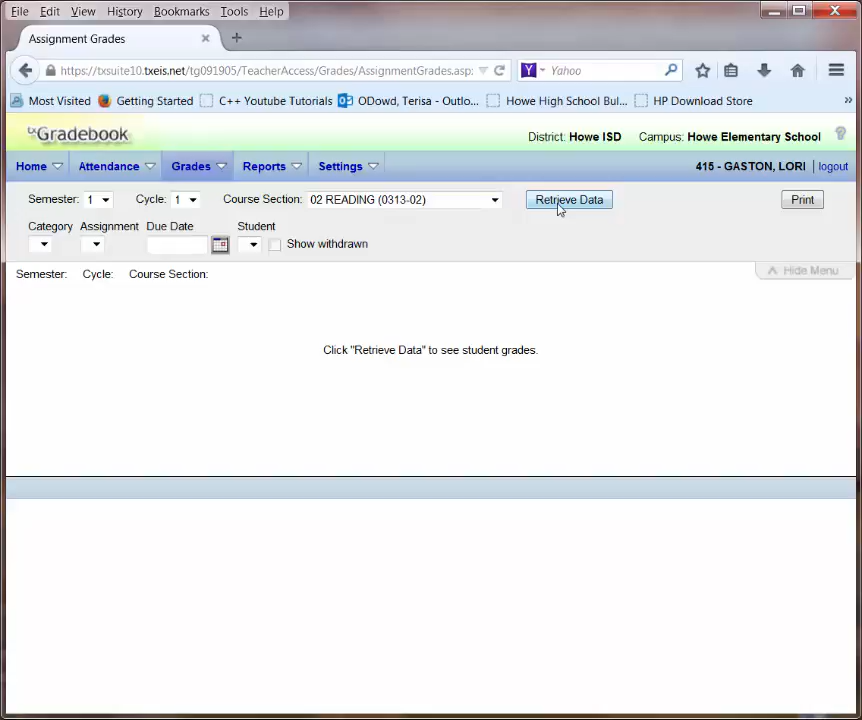 File Edit View History Bookmarks Tools Help
Assignment Grades
https://txsuite10.txeis.net/tg091905/TeacherAccess/Grades/AssignmentGrades.asp:
Yahoo
Most Visited Getting Started C++ Youtube Tutorials ODowd, Terisa - Outlo... Howe High School Bul... HP Download Store
txGradebook
District: Howe ISD Campus: Howe Elementary School
Home Attendance Grades Reports Settings 415 - GASTON, LORI logout
Semester: 1 Cycle: 1 Course Section: 02 READING (0313-02) Retrieve Data Print
Category Assignment Due Date Student
Show withdrawn
Semester: Cycle: Course Section: Hide Menu
Click "Retrieve Data" to see student grades.